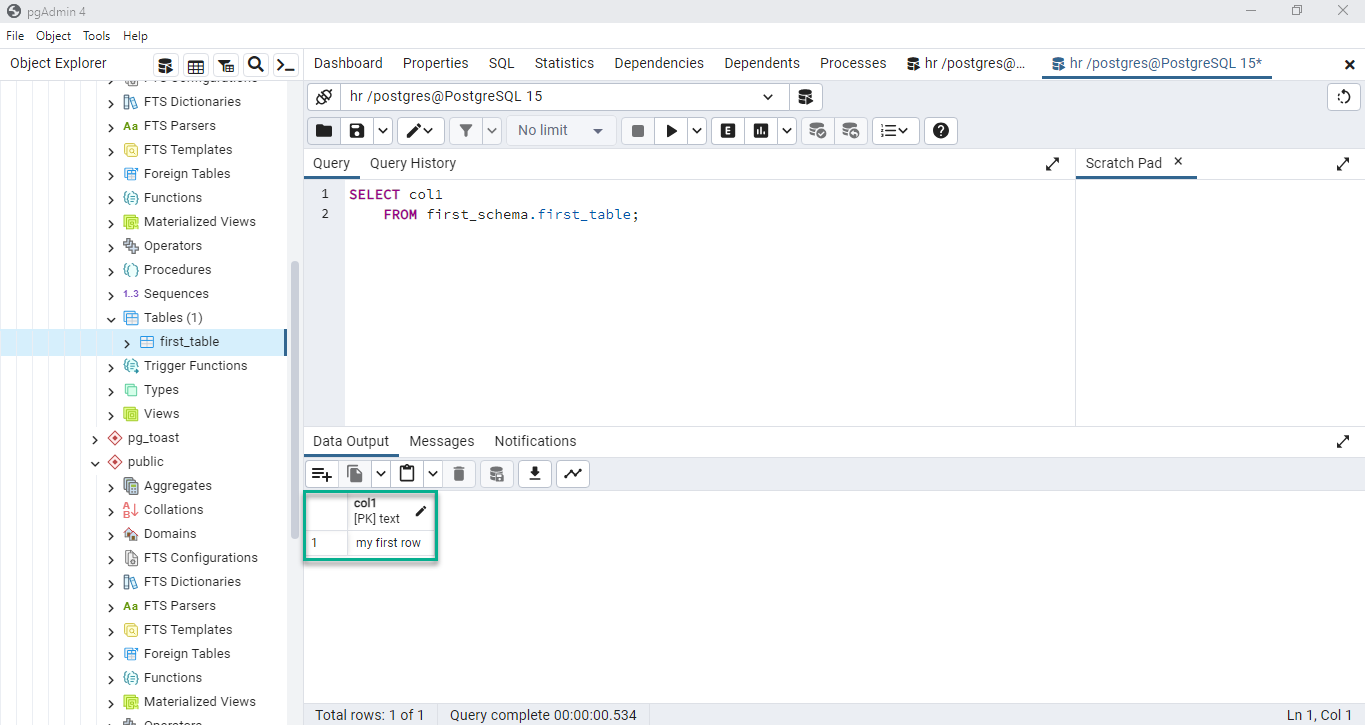 pgAdmin 4
File Object Tools Help
Object Explorer
Dashboard Properties SQL Statistics Dependencies Dependents Processes hr /postgres@... hr /postgres@PostgreSQL 15*
FTS Configurations
FTS Dictionaries
Aa FTS Parsers
FTS Templates
Foreign Tables
Functions
Materialized Views
Operators
Procedures
1..3 Sequences
Tables (1)
first_table
Trigger Functions
Types
Views
pg_toast
public
Aggregates
Collations
Domains
FTS Configurations
FTS Dictionaries
Aa FTS Parsers
FTS Templates
Foreign Tables
Functions
Materialized Views
Operators
hr /postgres@PostgreSQL 15
No limit
E
Query Query History
Scratch Pad
1 SELECT col1
2 FROM first_schema.first_table;
Data Output Messages Notifications
col1
[PK] text
1 my first row
Total rows: 1 of 1 Query complete 00:00:00.534
Ln 1, Col 1